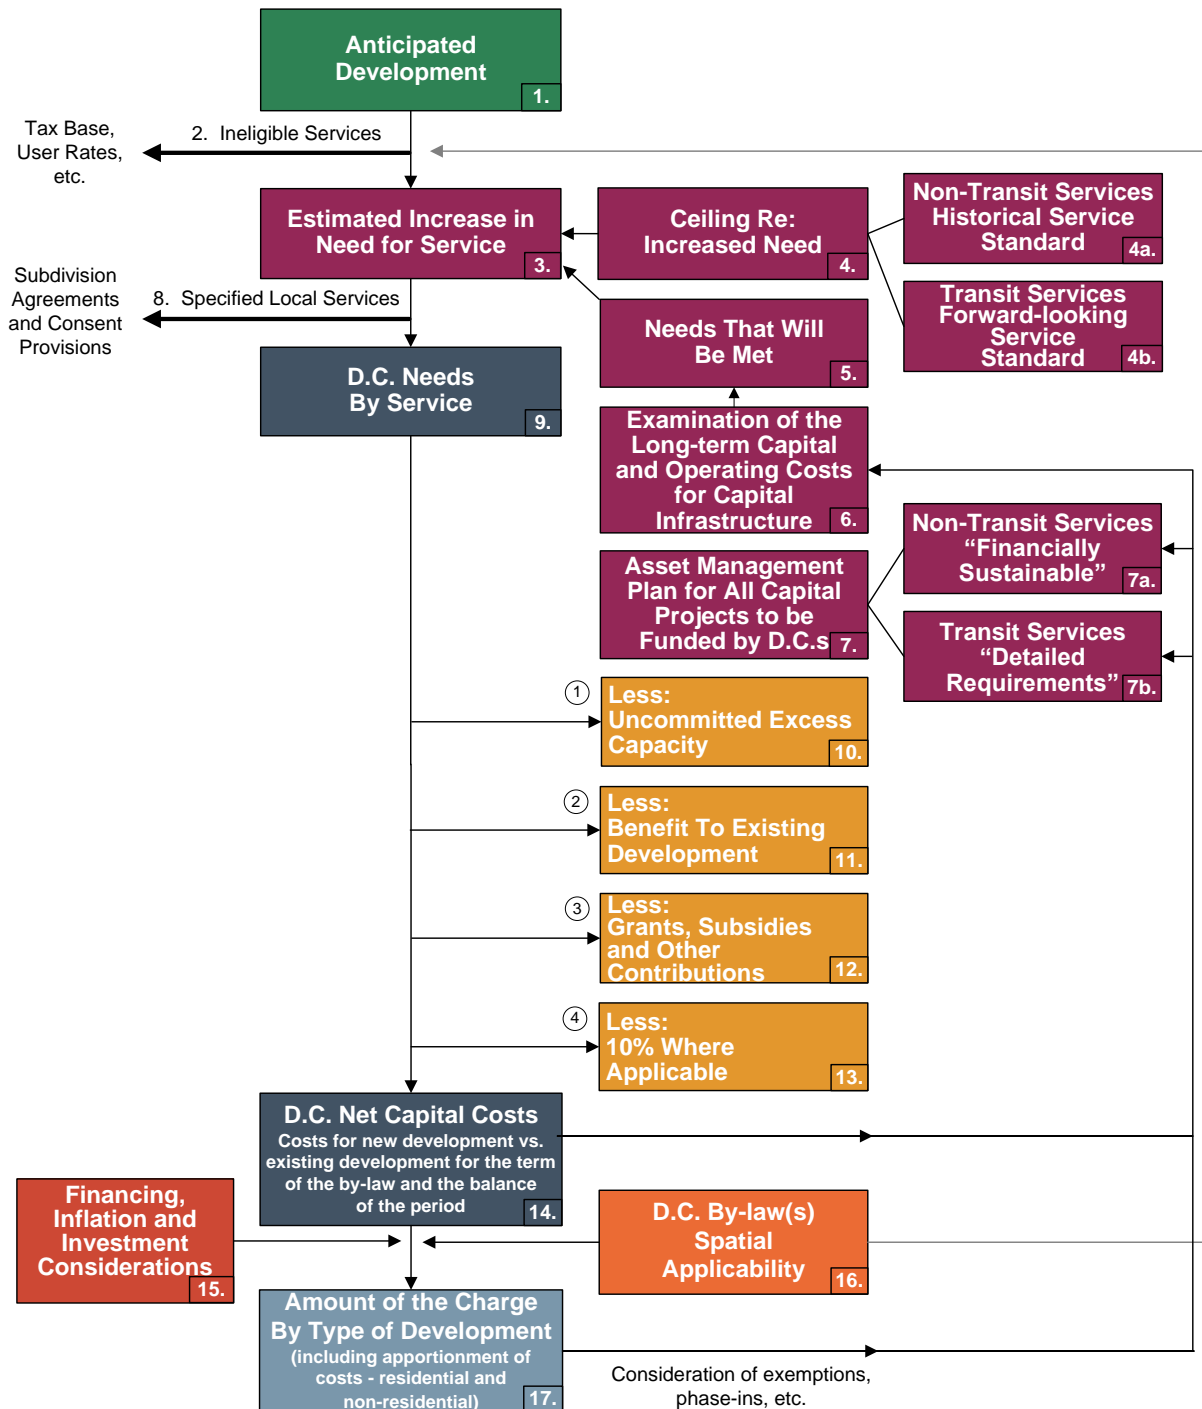 Anticipated
Development
1.
Tax Base,
User Rates,
etc.
2. Ineligible Services
Estimated Increase in
Need for Service
3.
Ceiling Re:
Increased Need
4.
Non-Transit Services
Historical Service
Standard
4a.
Transit Services
Forward-looking
Service
Standard
4b.
Subdivision
Agreements
and Consent
Provisions
8. Specified Local Services
Needs That Will
Be Met
5.
D.C. Needs
By Service
9.
Examination of the
Long-term Capital
and Operating Costs
for Capital
Infrastructure
6.
Asset Management
Plan for All Capital
Projects to be
Funded by D.C.s
7.
Non-Transit Services
“Financially
Sustainable”
7a.
Transit Services
“Detailed
Requirements”
7b.
1
Less:
Uncommitted Excess
Capacity
10.
2
Less:
Benefit To Existing
Development
11.
3
Less:
Grants, Subsidies
and Other
Contributions
12.
4
Less:
10% Where
Applicable
13.
D.C. Net Capital Costs
Costs for new development vs.
existing development for the term
of the by-law and the balance
of the period
14.
Financing,
Inflation and
Investment
Considerations
15.
D.C. By-law(s)
Spatial
Applicability
16.
Amount of the Charge
By Type of Development
(including apportionment of
costs - residential and
non-residential)
17.
Consideration of exemptions,
phase-ins, etc.